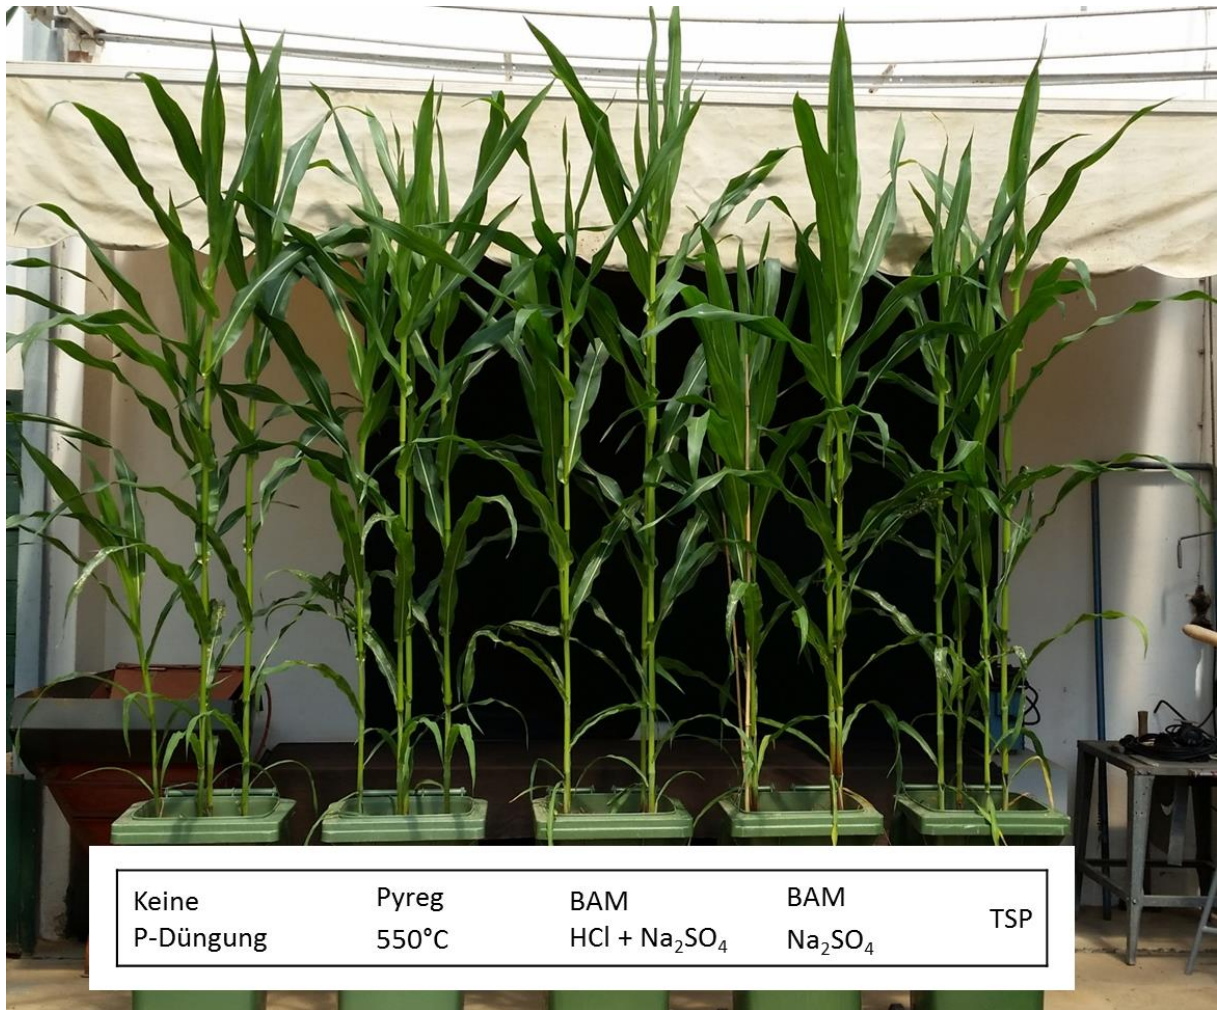 Keine
P-Düngung
Pyreg
550°C
BAM
HCl + Na₂SO₄
BAM
Na₂SO₄
TSP